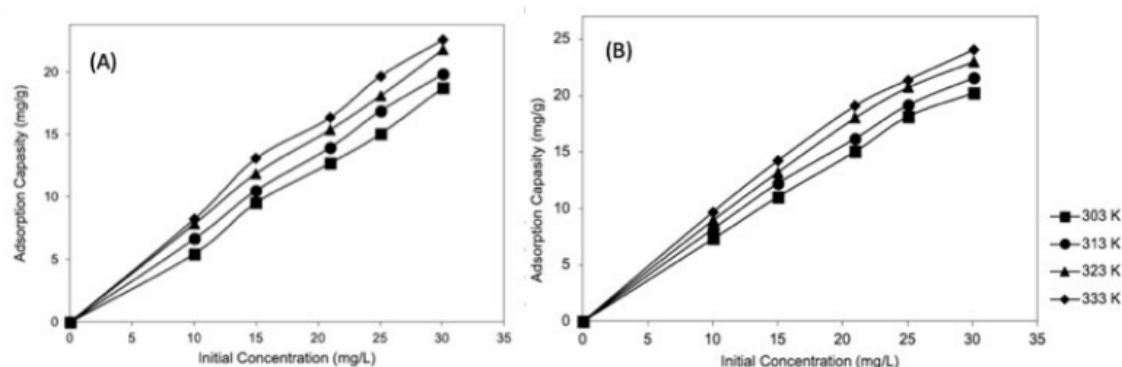 (A)
Adsorption Capasity (mg/g)
20
15
10
5
0
0 5 10 15 20 25 30 35
Initial Concentration (mg/L)
(B)
Adsorption Capasity (mg/g)
25
20
15
10
5
0
0 5 10 15 20 25 30 35
Initial Concentration (mg/L)
303 K
313 K
323 K
333 K